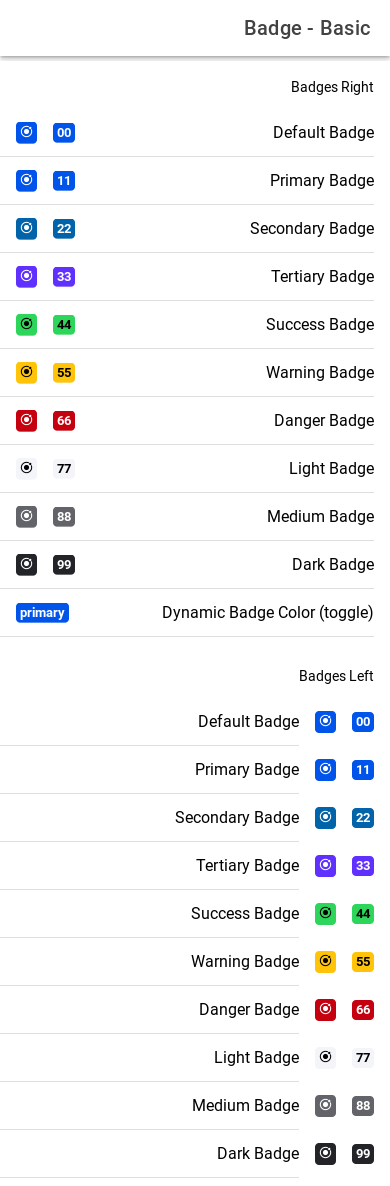 Badge - Basic
Badges Right
00 Default Badge
11 Primary Badge
22 Secondary Badge
33 Tertiary Badge
44 Success Badge
55 Warning Badge
66 Danger Badge
77 Light Badge
88 Medium Badge
99 Dark Badge
primary Dynamic Badge Color (toggle)
Badges Left
Default Badge 00
Primary Badge 11
Secondary Badge 22
Tertiary Badge 33
Success Badge 44
Warning Badge 55
Danger Badge 66
Light Badge 77
Medium Badge 88
Dark Badge 99